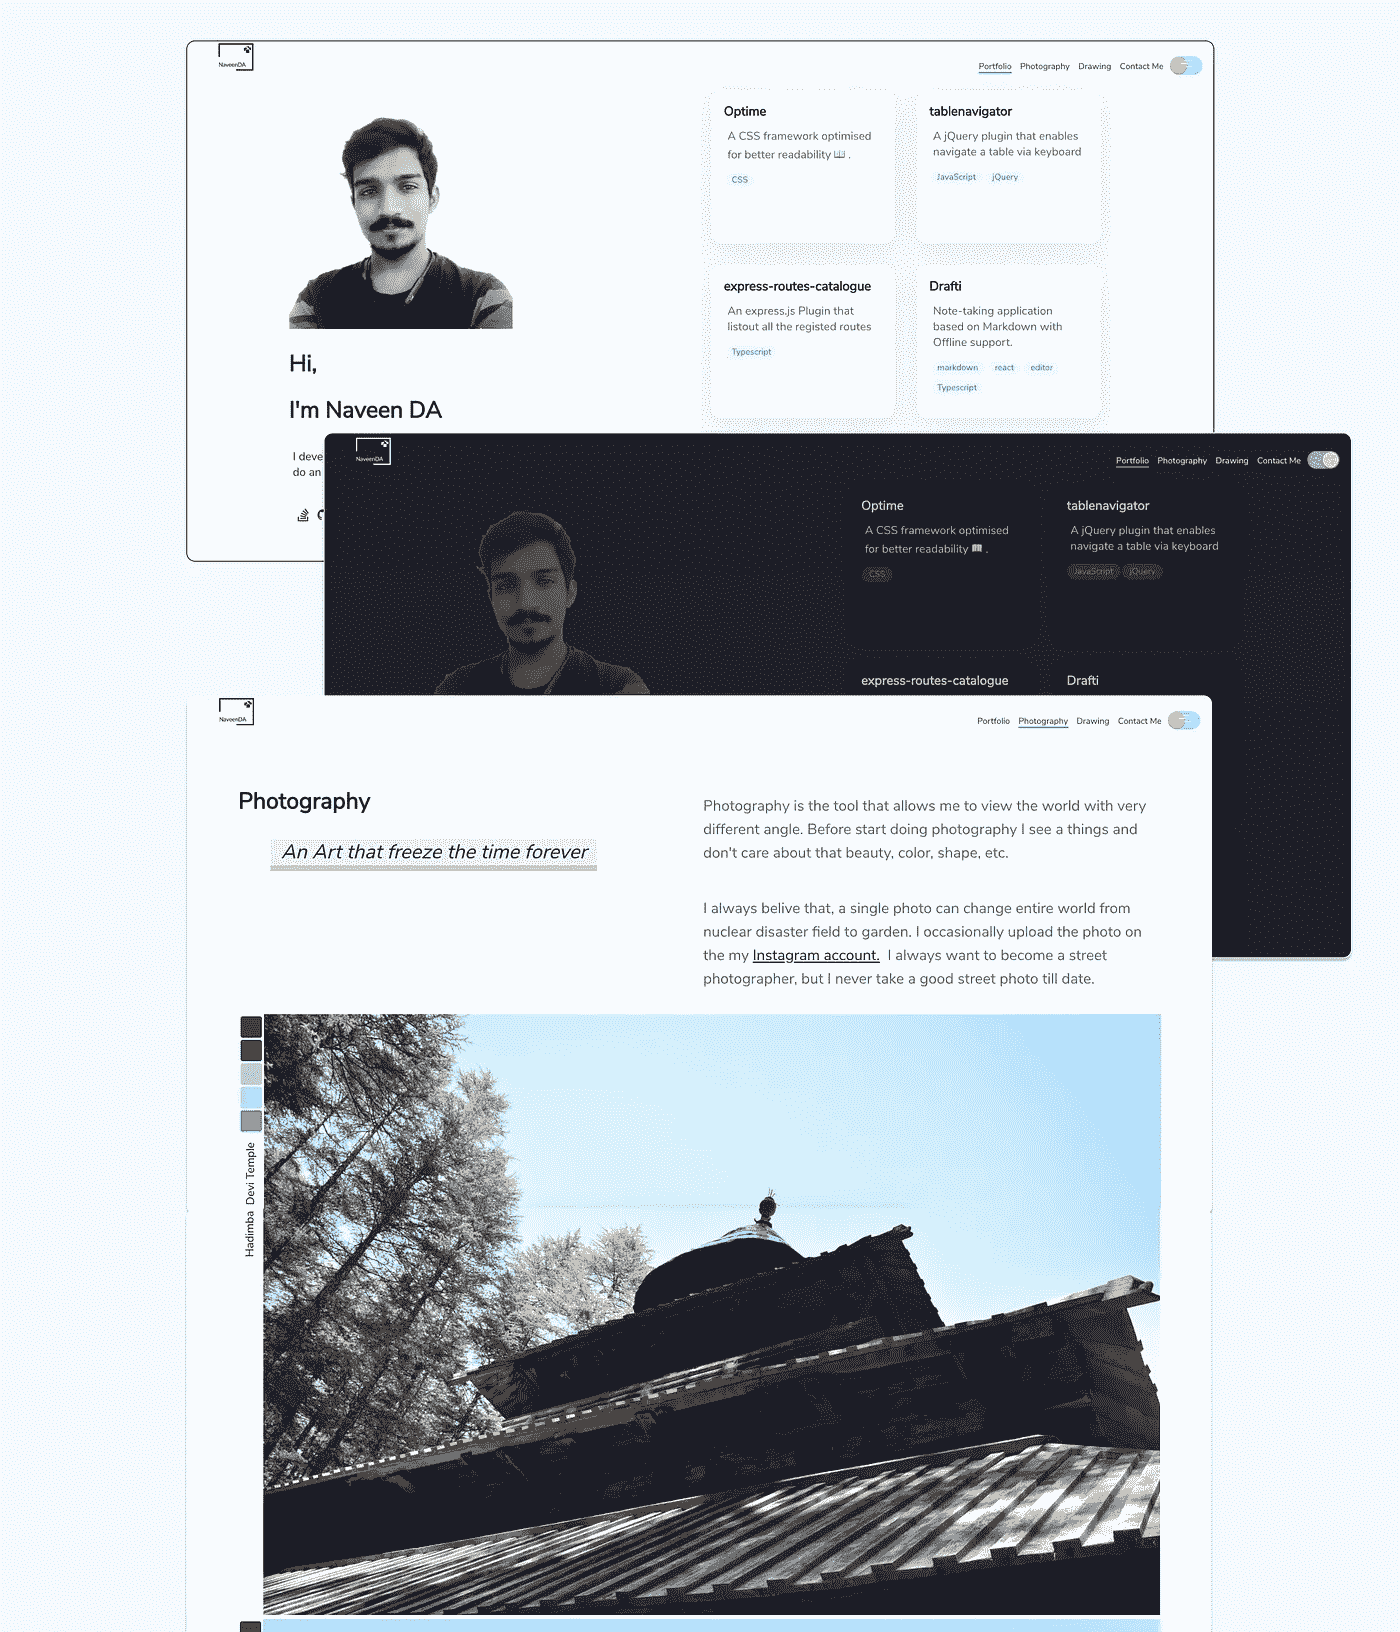 NaveenDA
Portfolio Photography Drawing Contact Me
Optime
A CSS framework optimised
for better readability 📖 .
CSS
tablenavigator
A jQuery plugin that enables
navigate a table via keyboard
JavaScript jQuery
express-routes-catalogue
An express.js Plugin that
listout all the registed routes
Typescript
Drafti
Note-taking application
based on Markdown with
Offline support.
markdown react editor
Typescript
Hi,
I'm Naveen DA
I deve
do an
NaveenDA
Portfolio Photography Drawing Contact Me
Optime
A CSS framework optimised
for better readability 📖 .
CSS
tablenavigator
A jQuery plugin that enables
navigate a table via keyboard
JavaScript jQuery
express-routes-catalogue
Drafti
NaveenDA
Portfolio Photography Drawing Contact Me
Photography
An Art that freeze the time forever
Photography is the tool that allows me to view the world with very
different angle. Before start doing photography I see a things and
don't care about that beauty, color, shape, etc.
I always belive that, a single photo can change entire world from
nuclear disaster field to garden. I occasionally upload the photo on
the my Instagram account. I always want to become a street
photographer, but I never take a good street photo till date.
Hadimba Devi Temple